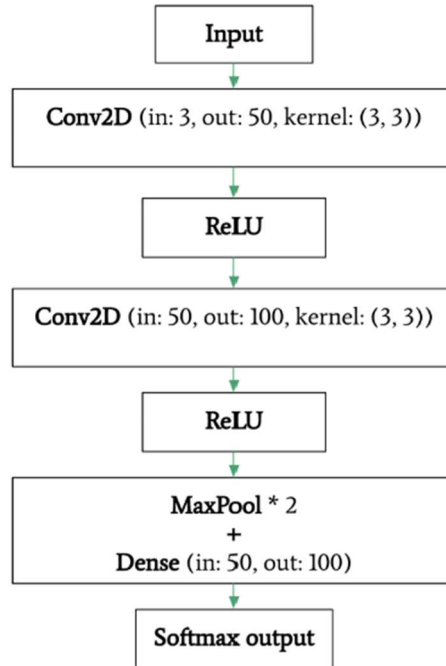 Input
Conv2D (in: 3, out: 50, kernel: (3, 3))
ReLU
Conv2D (in: 50, out: 100, kernel: (3, 3))
ReLU
MaxPool * 2
+
Dense (in: 50, out: 100)
Softmax output